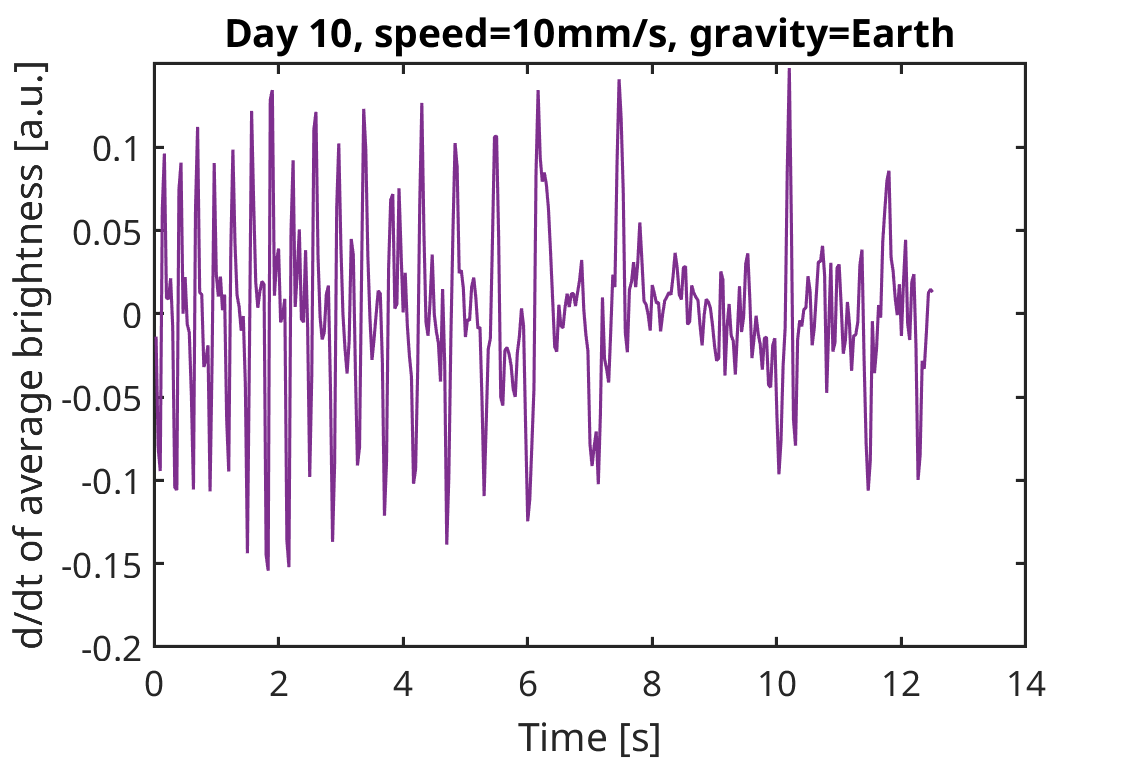 Day 10, speed=10mm/s, gravity=Earth
d/dt of average brightness [a.u.]
0.1
0.05
0
-0.05
-0.1
-0.15
-0.2
0 2 4 6 8 10 12 14
Time [s]